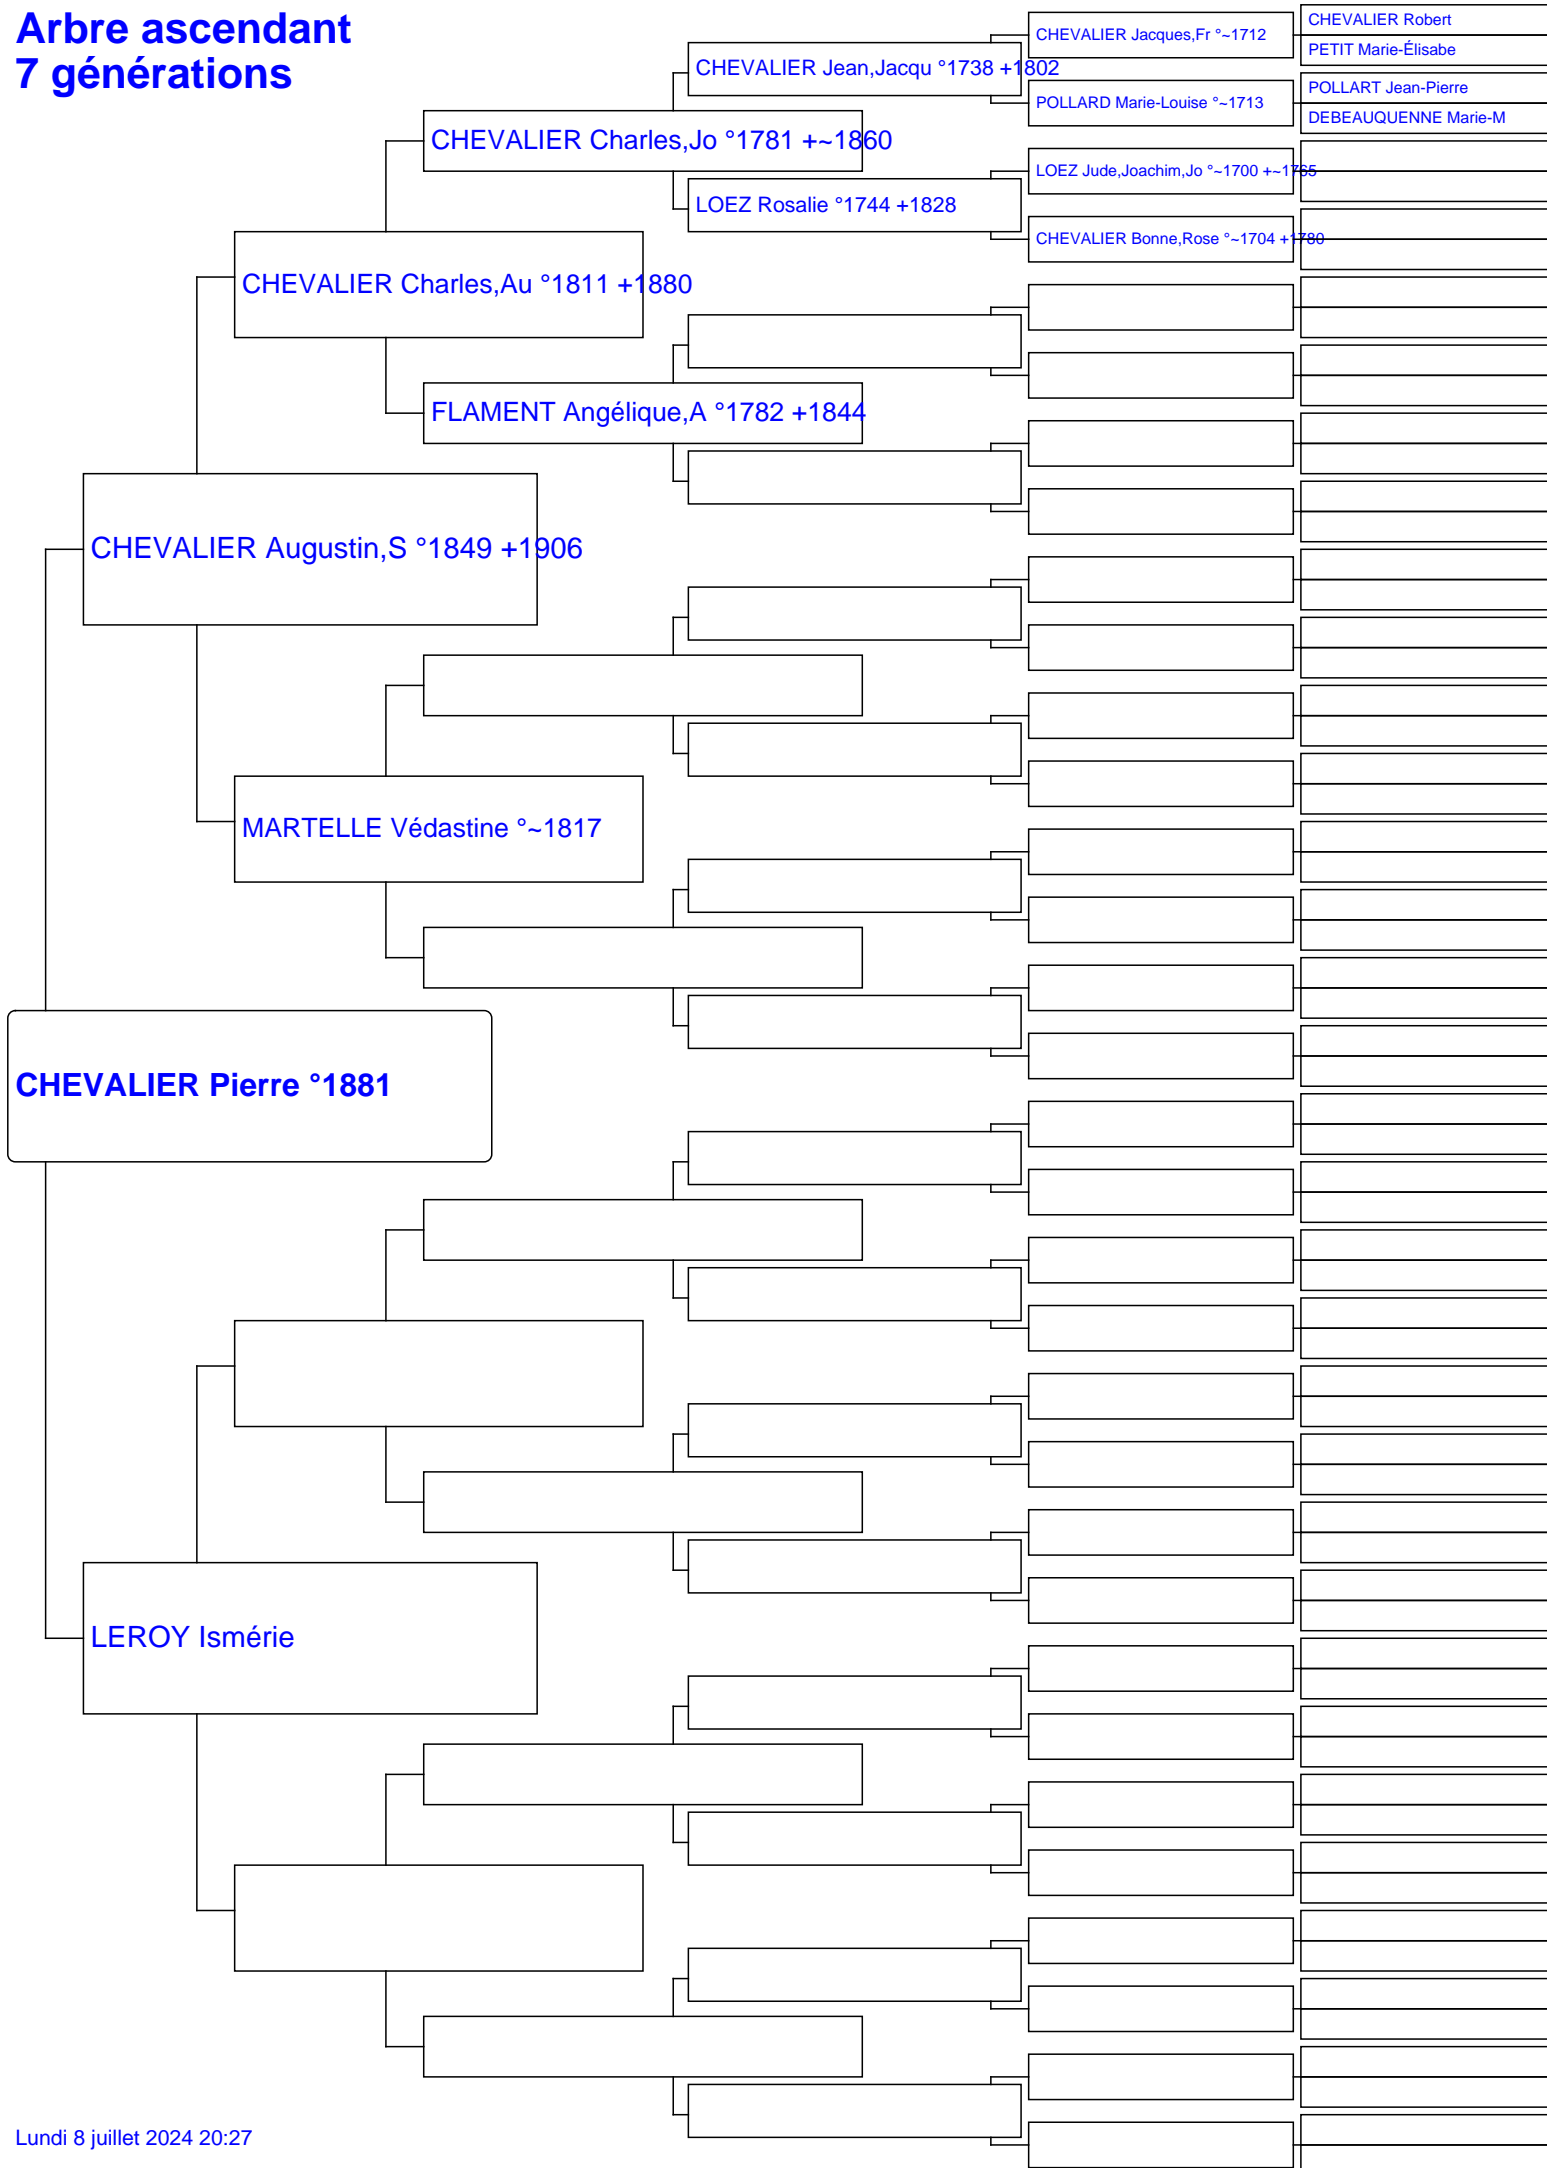 Arbre ascendant
7 générations
CHEVALIER Robert
CHEVALIER Jacques,Fr °~1712
PETIT Marie-Élisabe
CHEVALIER Jean,Jacqu °1738 +1802
POLLART Jean-Pierre
POLLARD Marie-Louise °~1713
DEBEAUQUENNE Marie-M
CHEVALIER Charles,Jo °1781 +~1860
LOEZ Jude,Joachim,Jo °~1700 +~1765
LOEZ Rosalie °1744 +1828
CHEVALIER Bonne,Rose °~1704 +1780
CHEVALIER Charles,Au °1811 +1880
FLAMENT Angélique,A °1782 +1844
CHEVALIER Augustin,S °1849 +1906
MARTELLE Védastine °~1817
CHEVALIER Pierre °1881
LEROY Ismérie
Lundi 8 juillet 2024 20:27